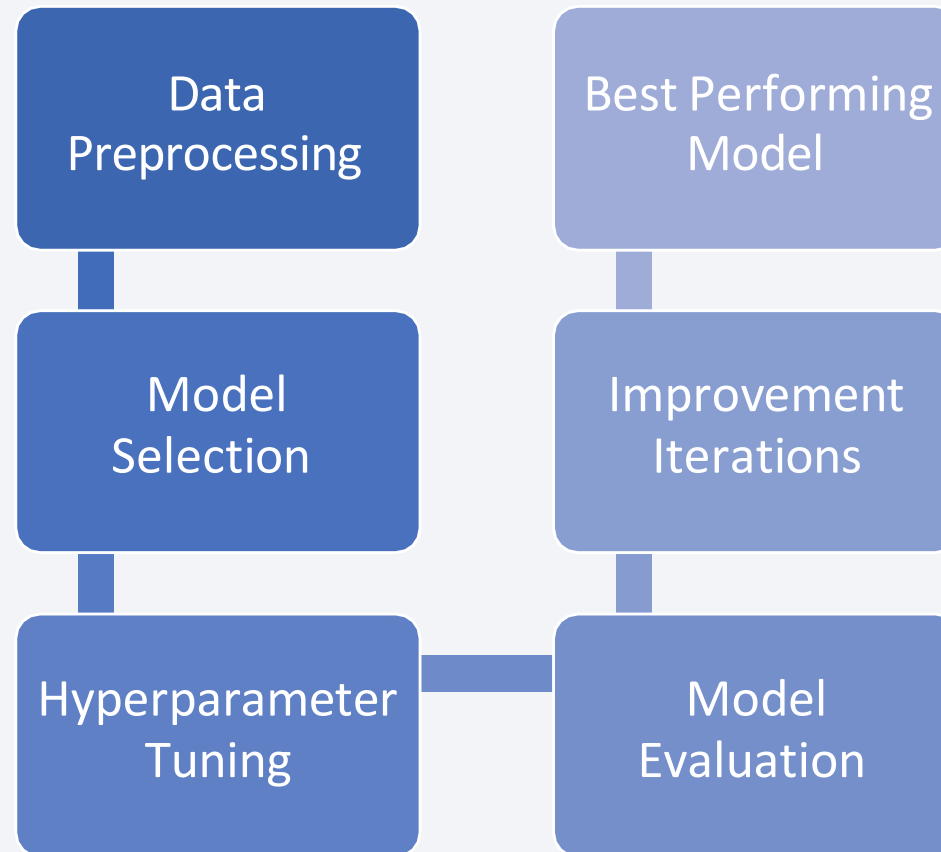 Data
Preprocessing
Model
Selection
Hyperparameter
Tuning
Model
Evaluation
Improvement
Iterations
Best Performing
Model